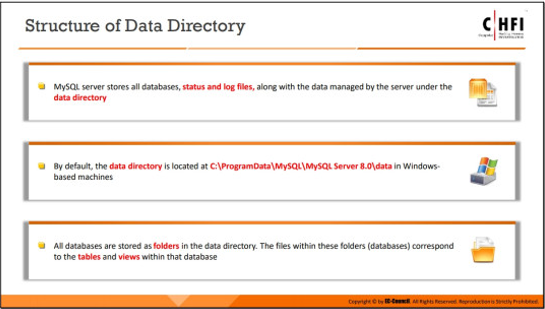 Structure of Data Directory
CHFI
MySQL server stores all databases, status and log files, along with the data managed by the server under the
data directory
By default, the data directory is located at C:\ProgramData\MySQL\MySQL Server 8.0\data in Windows-
based machines
All databases are stored as folders in the data directory. The files within these folders (databases) correspond
to the tables and views within that database
Copyright © by EC-Council. All Rights Reserved. Reproduction is Strictly Prohibited.